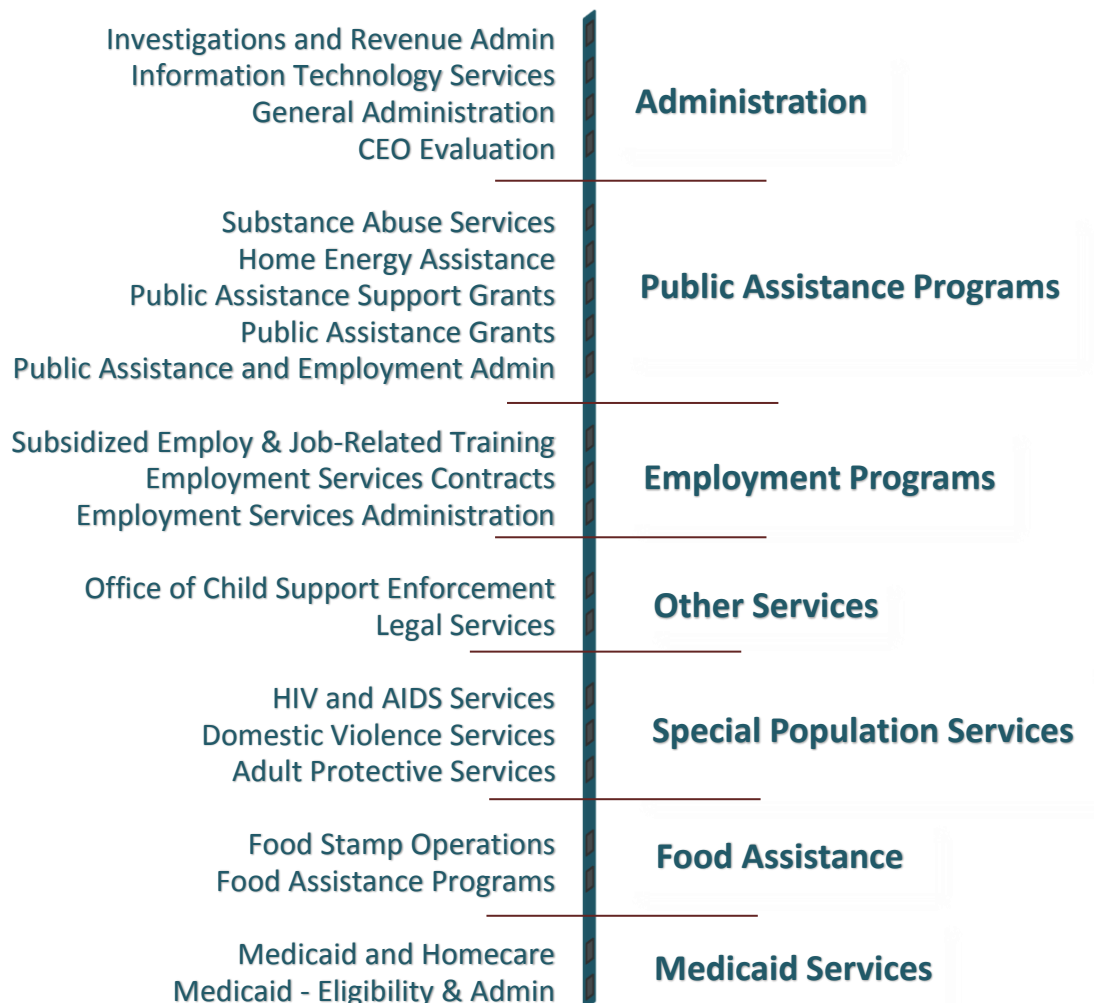 Investigations and Revenue Admin
Information Technology Services
General Administration
CEO Evaluation
Administration
Substance Abuse Services
Home Energy Assistance
Public Assistance Support Grants
Public Assistance Grants
Public Assistance and Employment Admin
Public Assistance Programs
Subsidized Employ & Job-Related Training
Employment Services Contracts
Employment Services Administration
Employment Programs
Office of Child Support Enforcement
Legal Services
Other Services
HIV and AIDS Services
Domestic Violence Services
Adult Protective Services
Special Population Services
Food Stamp Operations
Food Assistance Programs
Food Assistance
Medicaid and Homecare
Medicaid - Eligibility & Admin
Medicaid Services